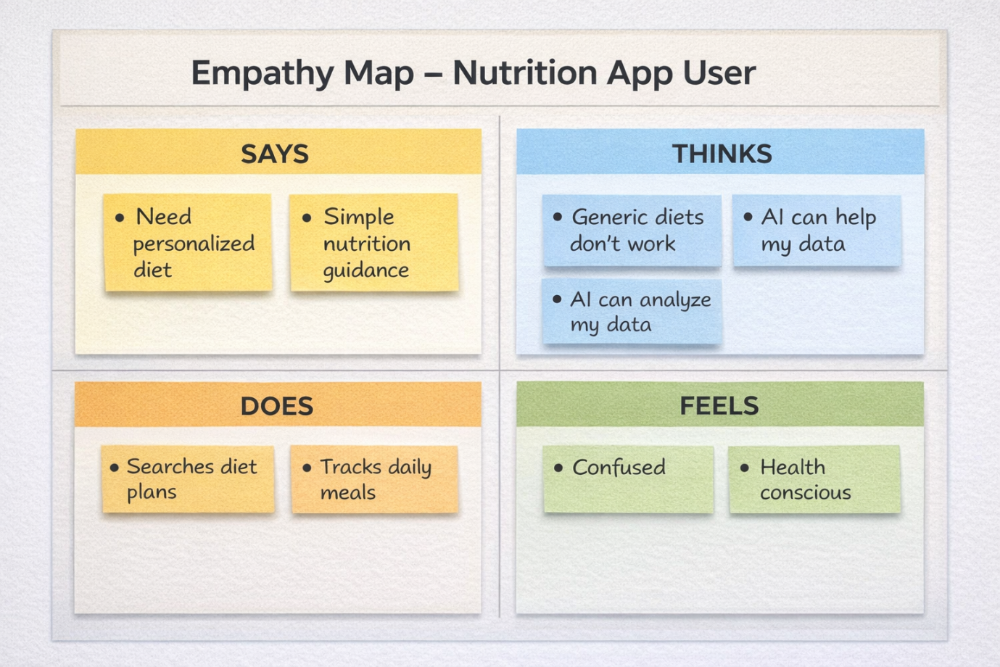 Empathy Map – Nutrition App User
SAYS
• Need
personalized
diet
• Simple
nutrition
guidance
THINKS
• Generic diets
don't work
• AI can help
my data
• AI can analyze
my data
DOES
• Searches diet
plans
• Tracks daily
meals
FEELS
• Confused
• Health
conscious